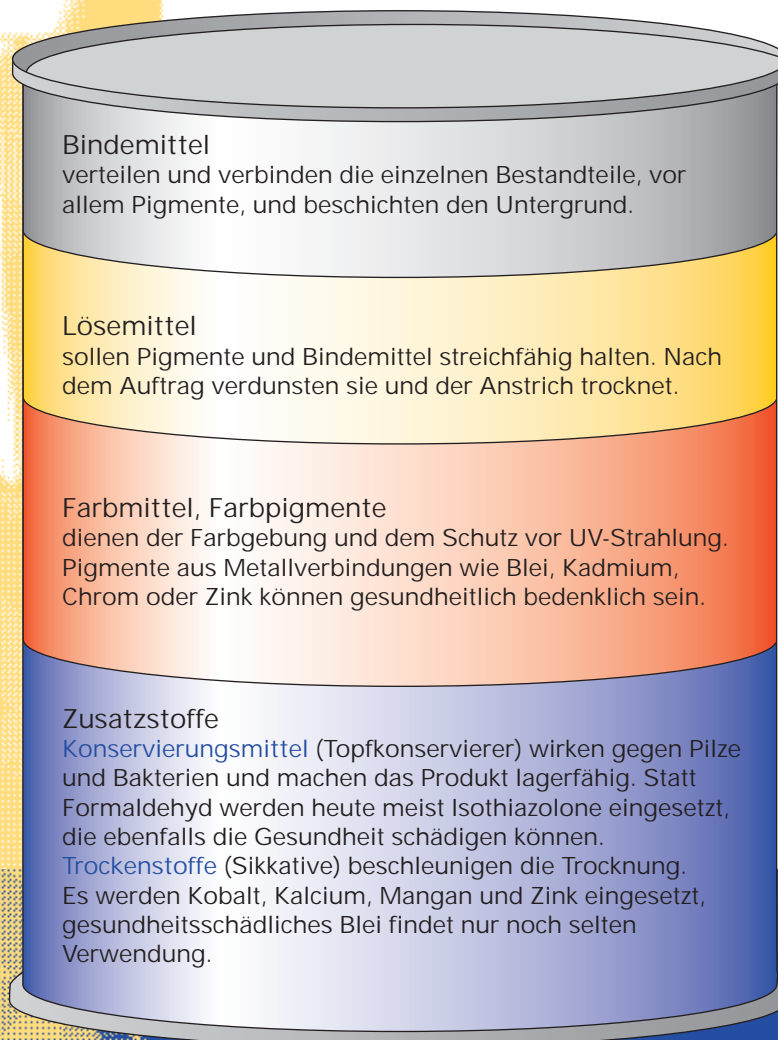 Bindemittel
verteilen und verbinden die einzelnen Bestandteile, vor
allem Pigmente, und beschichten den Untergrund.
Lösemittel
sollen Pigmente und Bindemittel streichfähig halten. Nach
dem Auftrag verdunsten sie und der Anstrich trocknet.
Farbmittel, Farbpigmente
dienen der Farbgebung und dem Schutz vor UV-Strahlung.
Pigmente aus Metallverbindungen wie Blei, Kadmium,
Chrom oder Zink können gesundheitlich bedenklich sein.
Zusatzstoffe
Konservierungsmittel (Topfkonservierer) wirken gegen Pilze
und Bakterien und machen das Produkt lagerfähig. Statt
Formaldehyd werden heute meist Isothiazolone eingesetzt,
die ebenfalls die Gesundheit schädigen können.
Trockenstoffe (Sikkative) beschleunigen die Trocknung.
Es werden Kobalt, Kalcium, Mangan und Zink eingesetzt,
gesundheitsschädliches Blei findet nur noch selten
Verwendung.